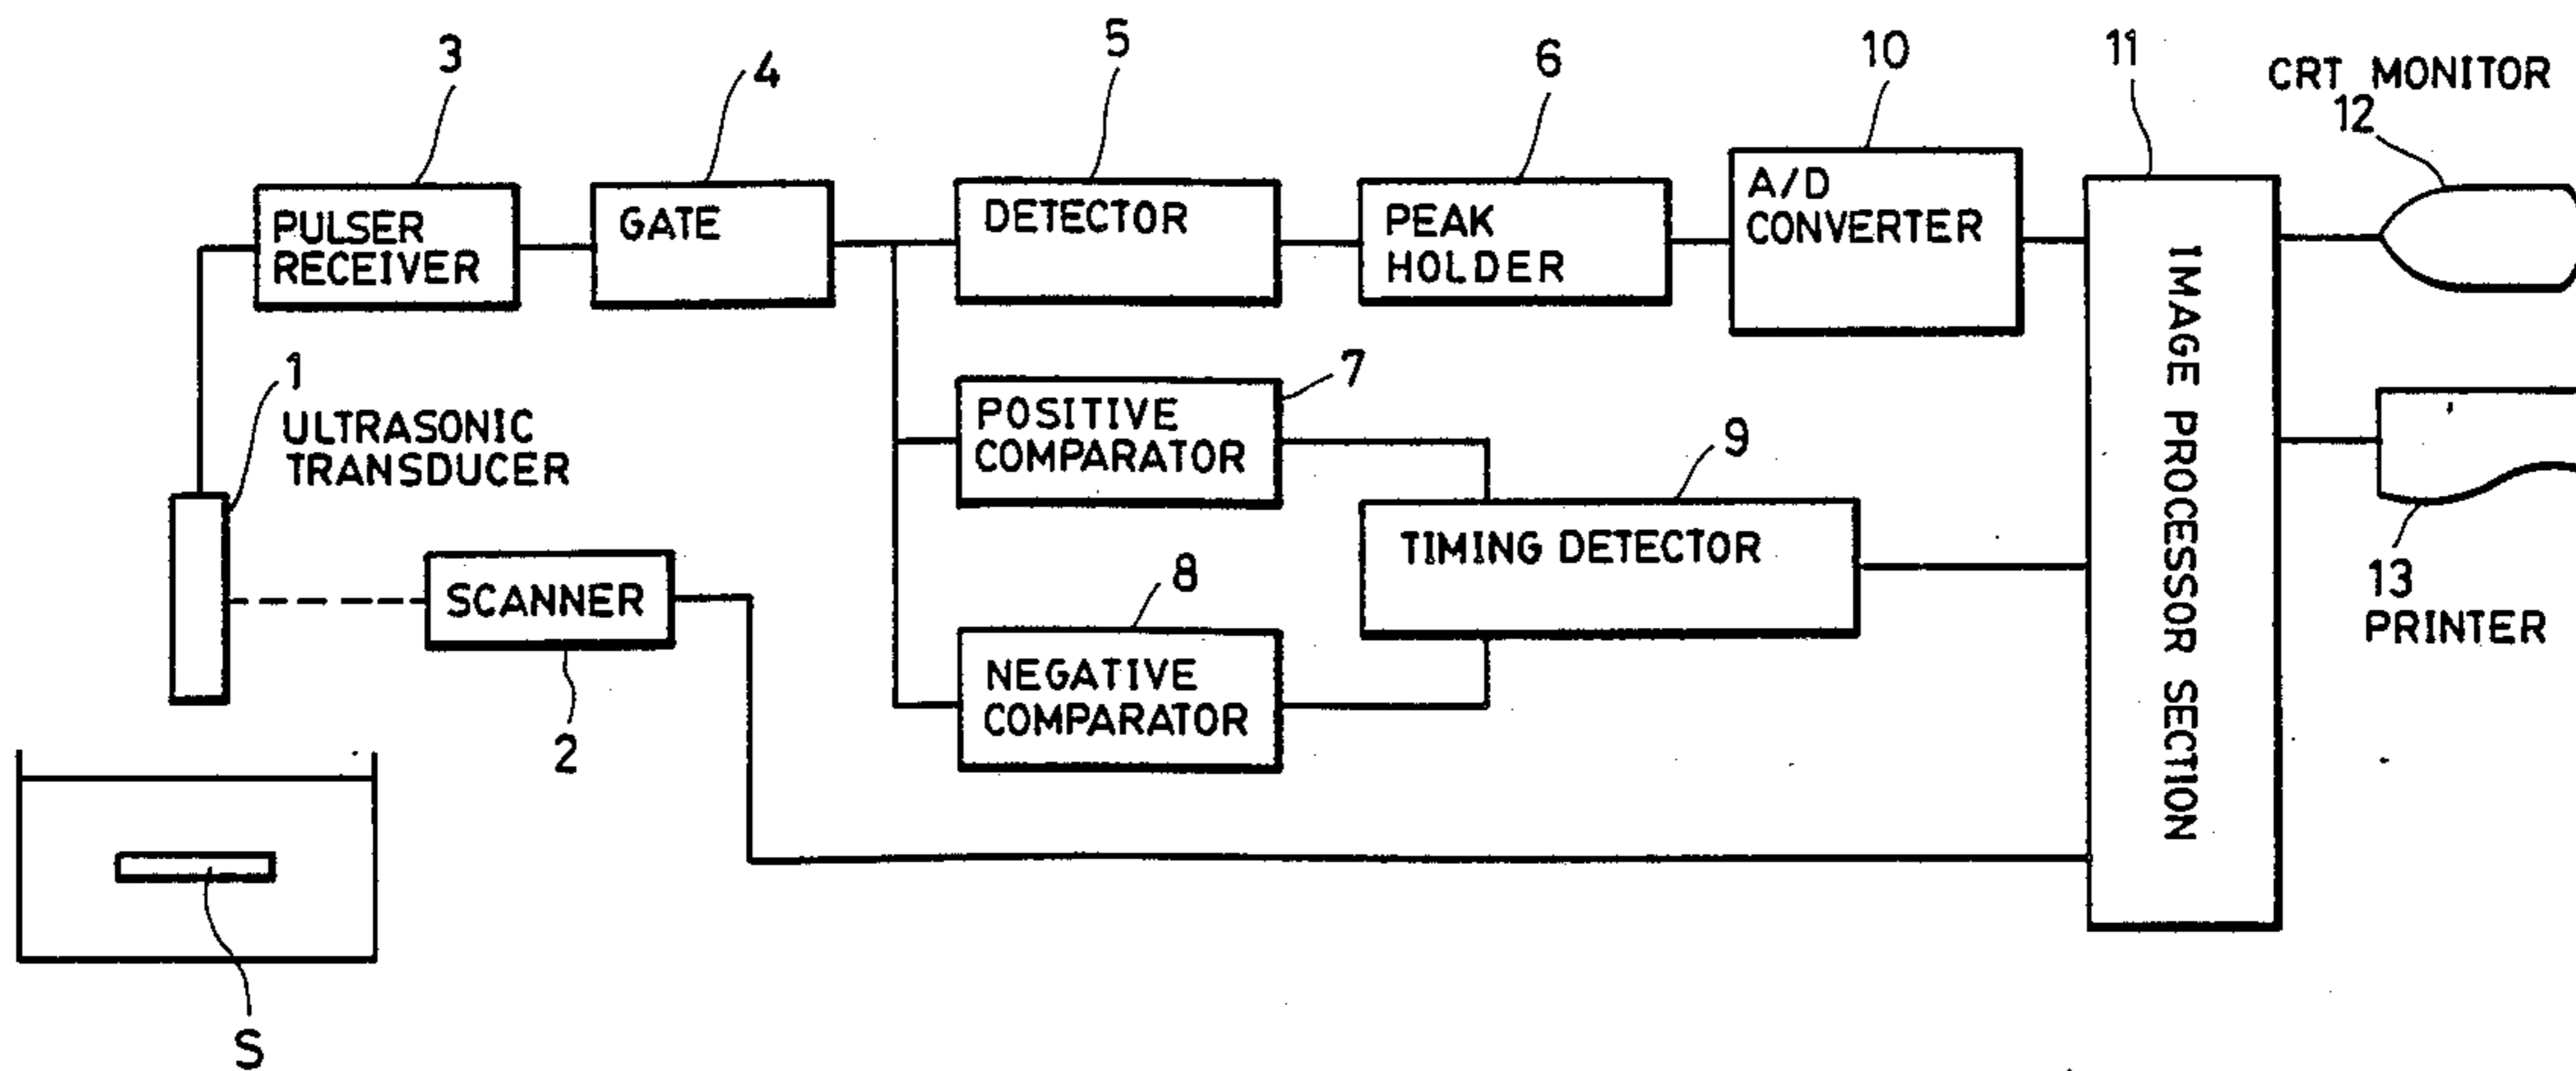 3
4
5
6
10
11
CRT MONITOR
12
PULSER
RECEIVER
GATE
DETECTOR
PEAK
HOLDER
A/D
CONVERTER
IMAGE PROCESSOR SECTION
1
ULTRASONIC
TRANSDUCER
7
POSITIVE
COMPARATOR
9
TIMING DETECTOR
13
PRINTER
SCANNER
2
8
NEGATIVE
COMPARATOR
S